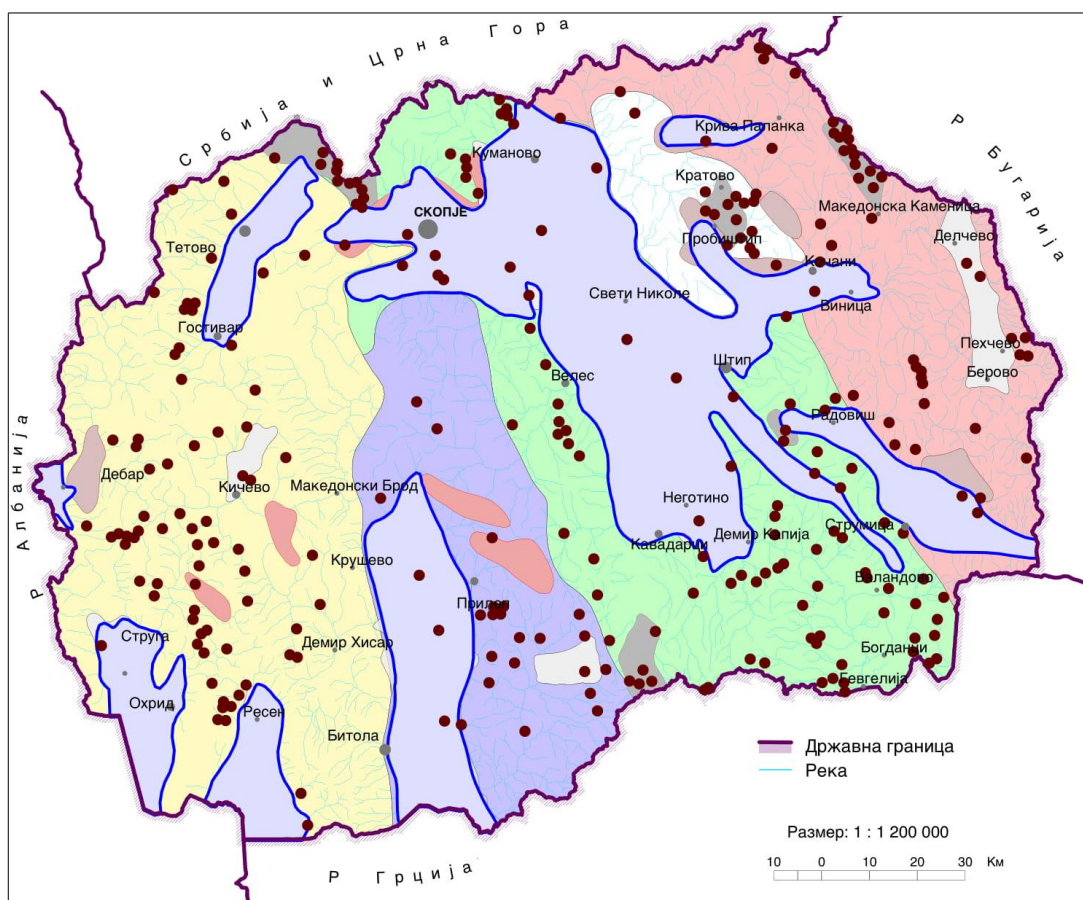 Србија и Црна Гора
Р Бугарија
Р Албанија
Р Грција
Крива Паланка
Куманово
Кратово
СКОПЈЕ
Македонска Каменица
Пробиштип
Делчево
Тетово
Кочани
Свети Николе
Виница
Гостивар
Пехчево
Штип
Берово
Велес
Радовиш
Дебар
Кичево
Македонски Брод
Неготино
Струмица
Демир Капија
Кавадарци
Крушево
Валандово
Прилеп
Струга
Демир Хисар
Богданци
Гевгелија
Охрид
Ресен
Битола
Државна граница
Река
Размер: 1 : 1 200 000
10 0 10 20 30 Км